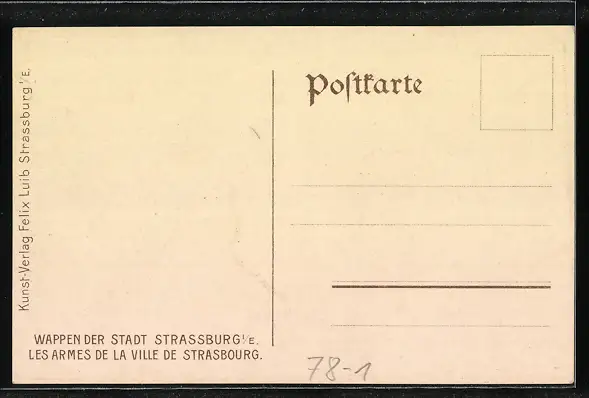 Kunst-Verlag Felix Luib Strassburg i/E.
Postkarte
WAPPEN DER STADT STRASSBURG I/E.
LES ARMES DE LA VILLE DE STRASBOURG.
78-1